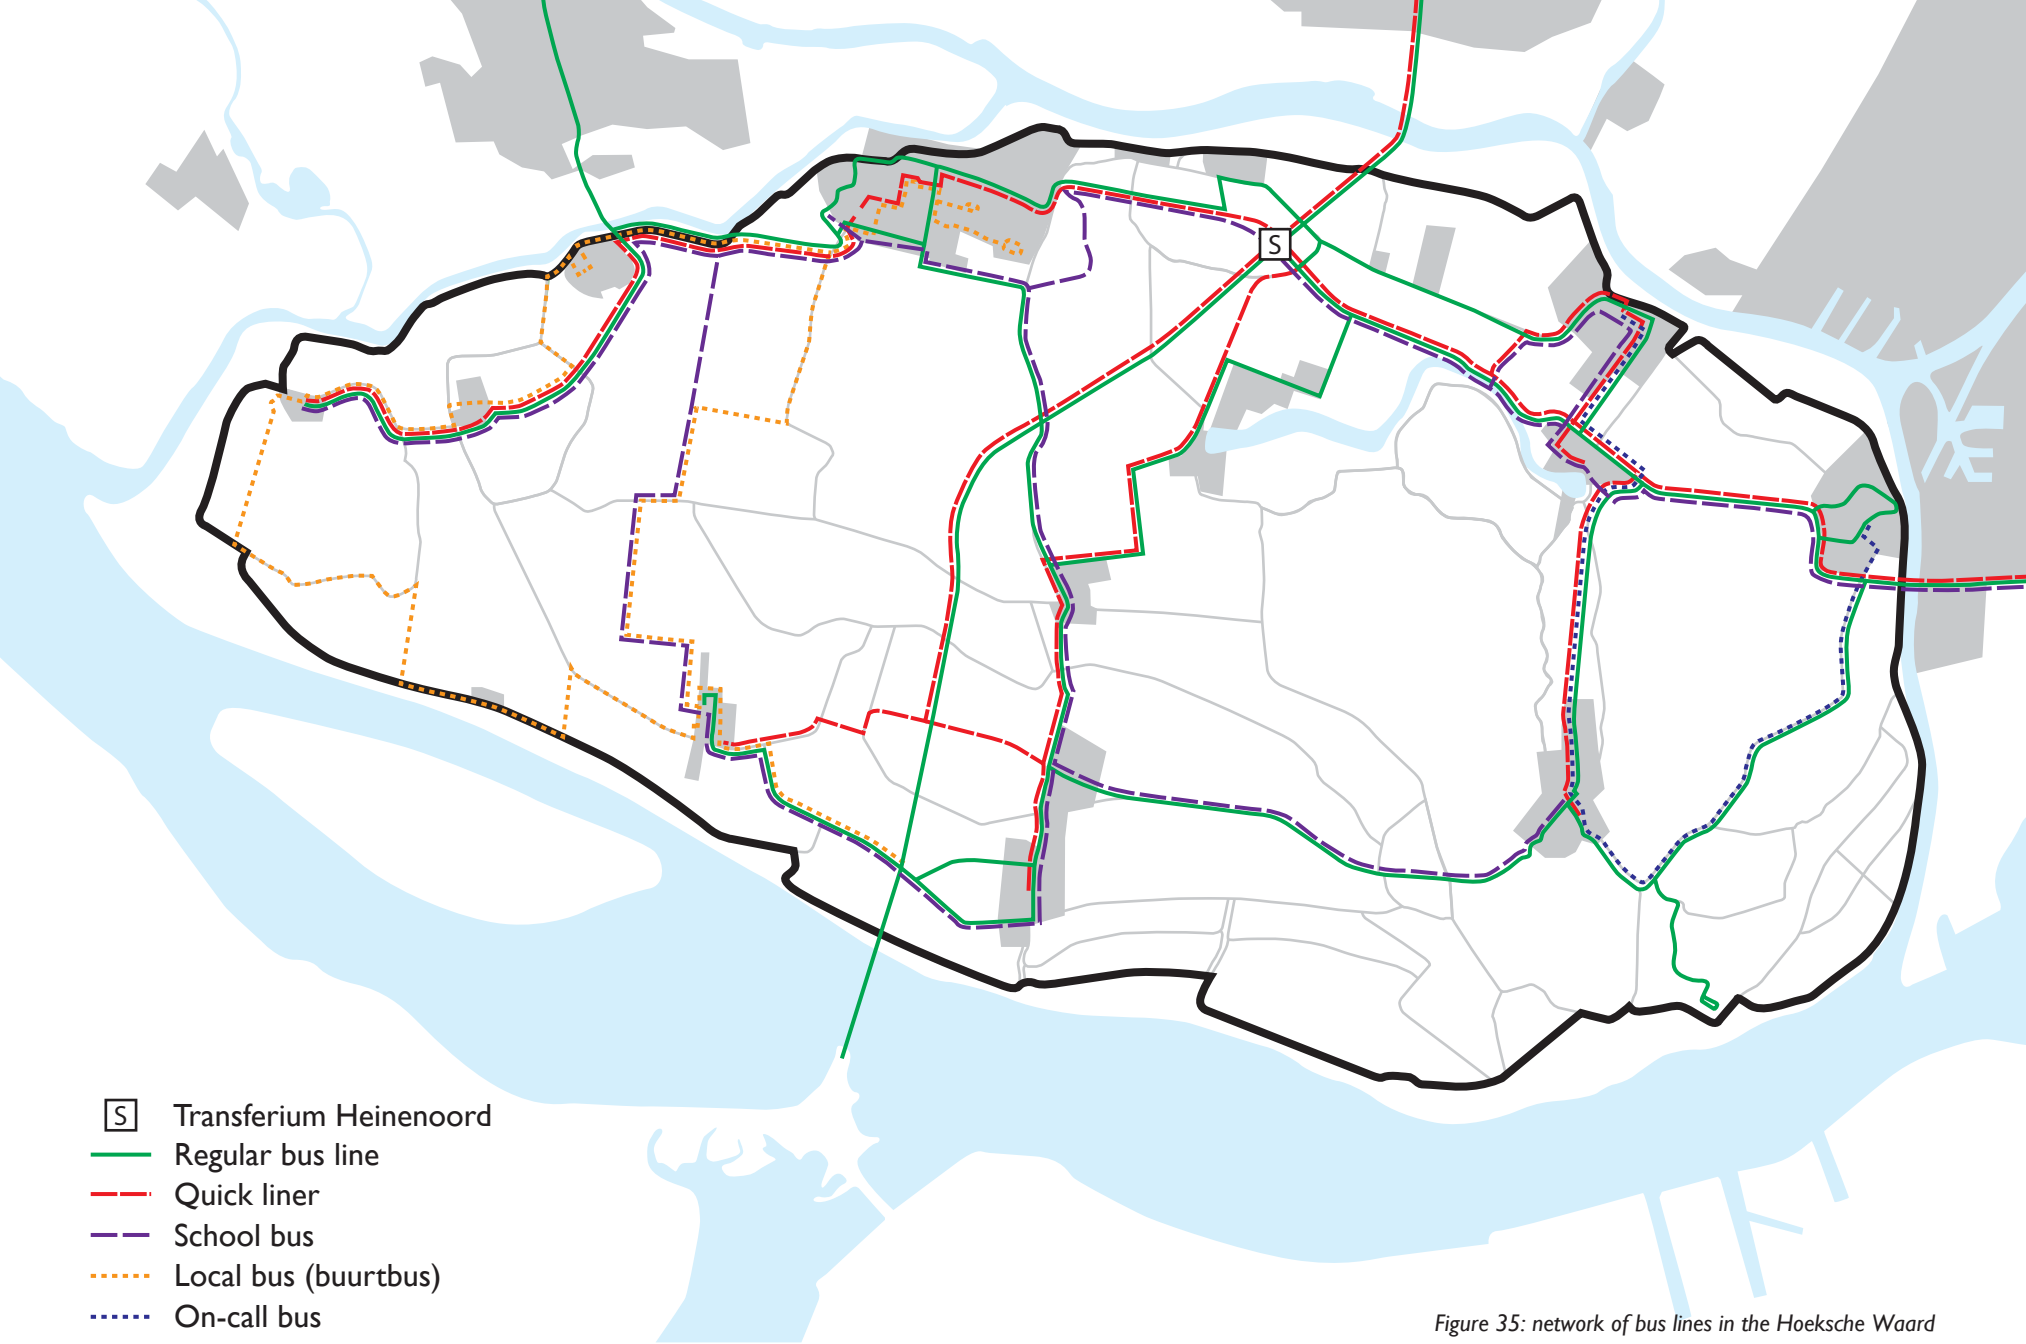 S
S Transferium Heinenoord
Regular bus line
Quick liner
School bus
Local bus (buurtbus)
On-call bus
Figure 35: network of bus lines in the Hoeksche Waard